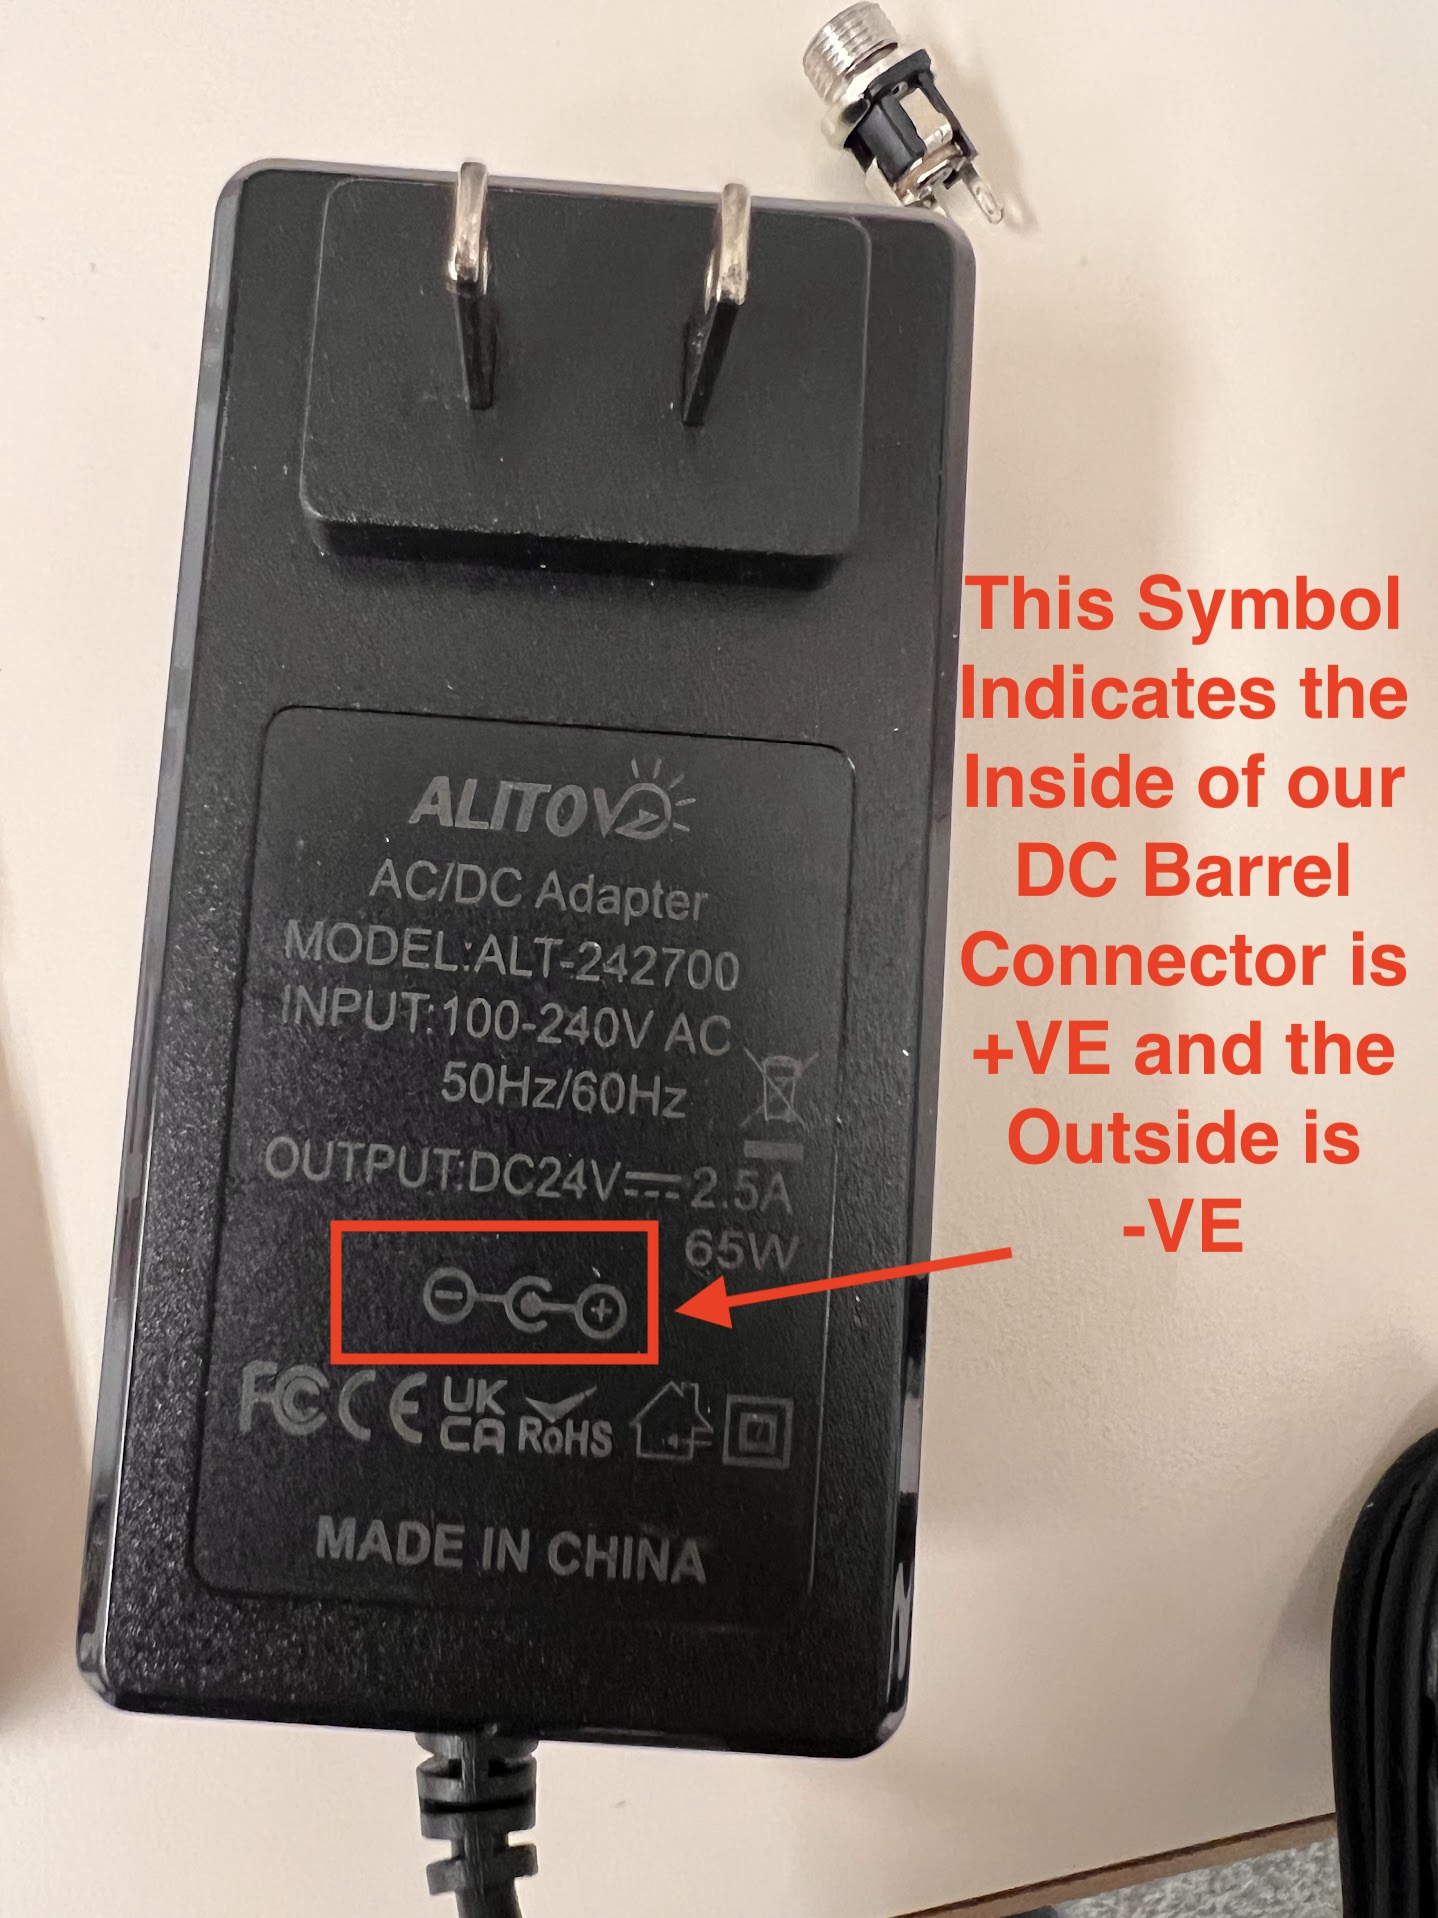 ALITOVE
AC/DC Adapter
MODEL:ALT-242700
INPUT:100-240V AC
50Hz/60Hz
OUTPUT:DC24V⎓2.5A
65W
- +
FC CE UK
CA RoHS
MADE IN CHINA
This Symbol
Indicates the
Inside of our
DC Barrel
Connector is
+VE and the
Outside is
-VE